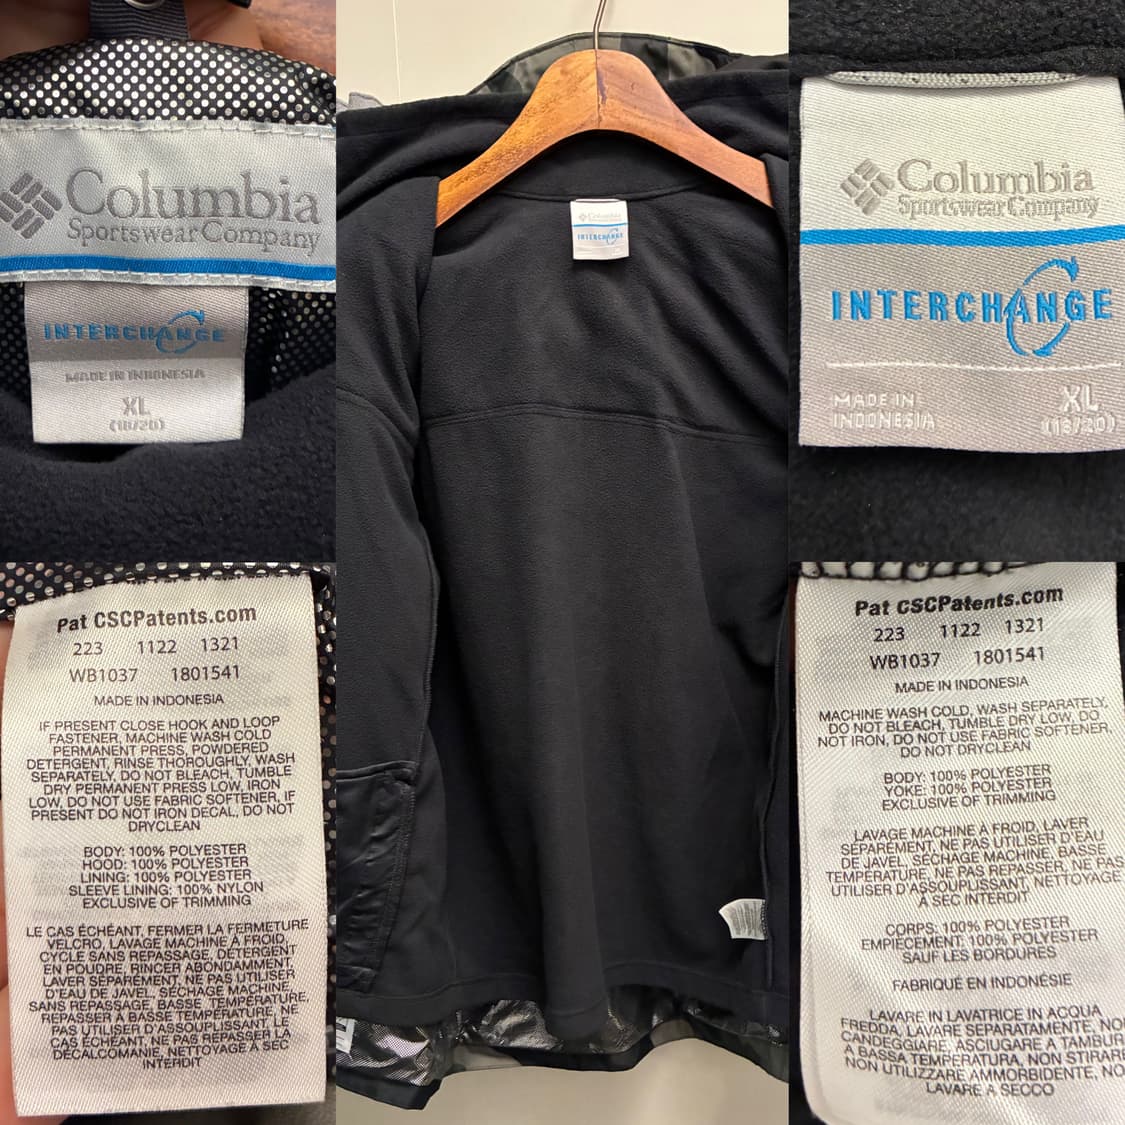 Columbia
Sportswear Company
INTERCHANGE
MADE IN INDONESIA
XL
(18/20)
Columbia
INTERCHANGE
Columbia
Sportswear Company
INTERCHANGE
MADE IN
INDONESIA
XL
(18/20)
Pat CSCPatents.com
223 1122 1321
WB1037 1801541
MADE IN INDONESIA
IF PRESENT CLOSE HOOK AND LOOP
FASTENER, MACHINE WASH COLD
PERMANENT PRESS, POWDERED
DETERGENT, RINSE THOROUGHLY, WASH
SEPARATELY, DO NOT BLEACH, TUMBLE
DRY PERMANENT PRESS LOW, IRON
LOW, DO NOT USE FABRIC SOFTENER, IF
PRESENT DO NOT IRON DECAL, DO NOT
DRYCLEAN
BODY: 100% POLYESTER
HOOD: 100% POLYESTER
LINING: 100% POLYESTER
SLEEVE LINING: 100% NYLON
EXCLUSIVE OF TRIMMING
LE CAS ÉCHÉANT, FERMER LA FERMETURE
VELCRO, LAVAGE MACHINE À FROID,
CYCLE SANS REPASSAGE, DÉTERGENT
EN POUDRE, RINCER ABONDAMMENT,
LAVER SÉPARÉMENT, NE PAS UTILISER
D'EAU DE JAVEL, SÉCHAGE MACHINE,
SANS REPASSAGE, BASSE TEMPÉRATURE,
REPASSER À BASSE TEMPÉRATUR, NE
PAS UTILISER D'ASSOUPLISSANT, LE
CAS ÉCHÉANT, NE PAS REPASSER LA
DÉCALCOMANIE, NETTOYAGE À SEC
INTERDIT
Pat CSCPatents.com
223 1122 1321
WB1037 1801541
MADE IN INDONESIA
MACHINE WASH COLD, WASH SEPARATELY,
DO NOT BLEACH, TUMBLE DRY LOW, DO
NOT IRON, DO NOT USE FABRIC SOFTENER,
DO NOT DRYCLEAN
BODY: 100% POLYESTER
YOKE: 100% POLYESTER
EXCLUSIVE OF TRIMMING
LAVAGE MACHINE À FROID, LAVER
SÉPARÉMENT, NE PAS UTILISER D'EAU
DE JAVEL, SÉCHAGE MACHINE, BASSE
TEMPÉRATURE, NE PAS REPASSER, NE PAS
UTILISER D'ASSOUPLISSANT, NETTOYAGE
À SEC INTERDIT
CORPS: 100% POLYESTER
EMPIÈCEMENT: 100% POLYESTER
SAUF LES BORDURES
FABRIQUÉ EN INDONÉSIE
LAVARE IN LAVATRICE IN ACQUA
FREDDA, LAVARE SEPARATAMENTE, NO
CANDEGGIARE, ASCIUGARE A TAMBUR
A BASSA TEMPERATURA, NON STIRARE
NON UTILIZZARE AMMORBIDENTE, NO
LAVARE A SECCO